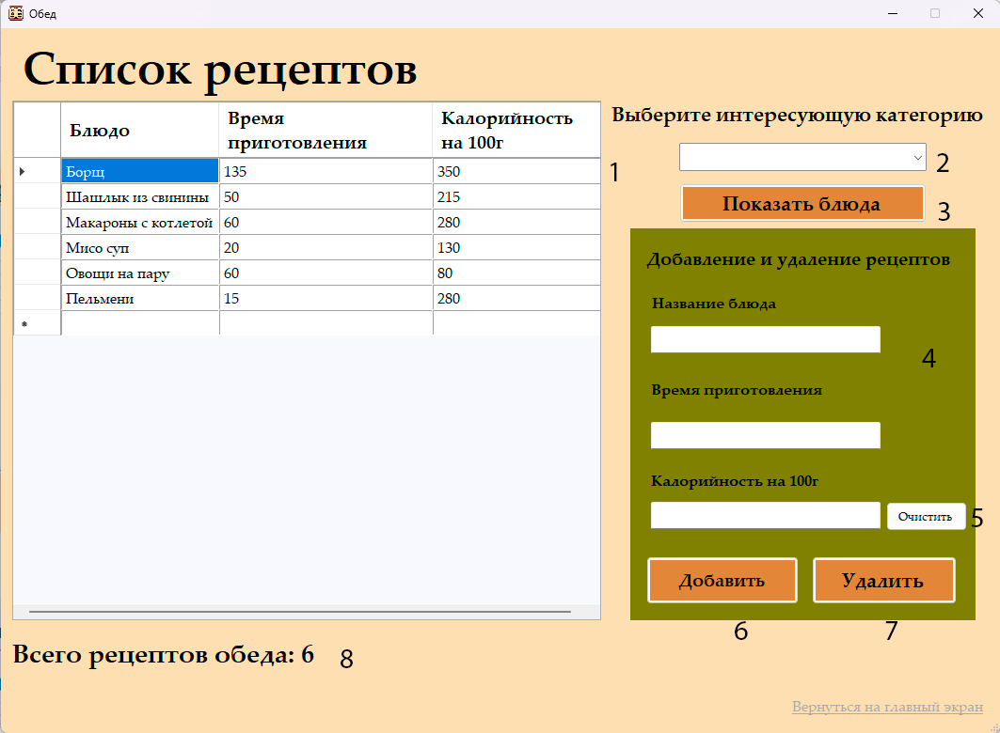 Обед
Список рецептов
Блюдо Время приготовления Калорийность на 100г
Борщ 135 350
Шашлык из свинины 50 215
Макароны с котлетой 60 280
Мисо суп 20 130
Овощи на пару 60 80
Пельмени 15 280
1
Выберите интересующую категорию
2
Показать блюда
3
Добавление и удаление рецептов
Название блюда
4
Время приготовления
Калорийность на 100г
Очистить 5
Добавить Удалить
6 7
Всего рецептов обеда: 6 8
Вернуться на главный экран